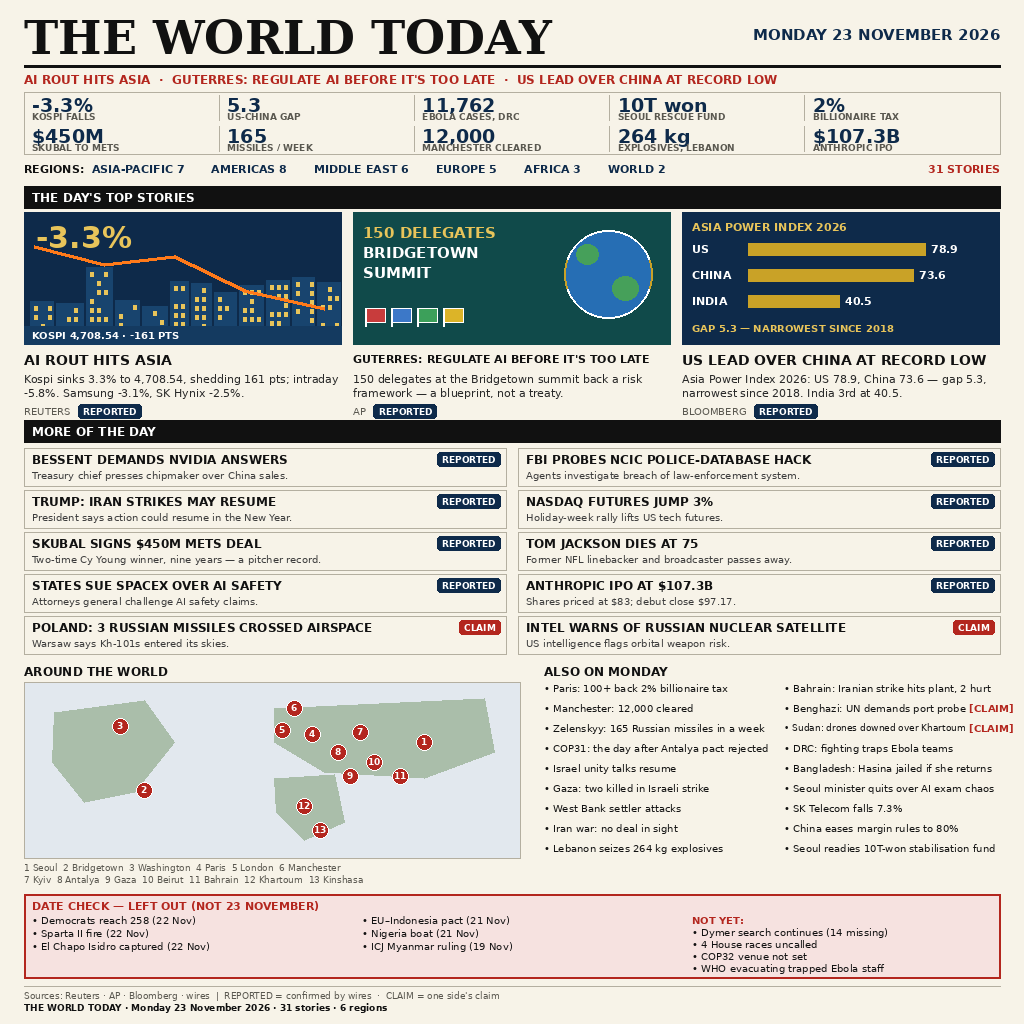 THE WORLD TODAY
MONDAY 23 NOVEMBER 2026
AI ROUT HITS ASIA · GUTERRES: REGULATE AI BEFORE IT'S TOO LATE · US LEAD OVER CHINA AT RECORD LOW
-3.3%
KOSPI FALLS
5.3
US-CHINA GAP
11,762
EBOLA CASES, DRC
10T won
SEOUL RESCUE FUND
2%
BILLIONAIRE TAX
$450M
SKUBAL TO METS
165
MISSILES / WEEK
12,000
MANCHESTER CLEARED
264 kg
EXPLOSIVES, LEBANON
$107.3B
ANTHROPIC IPO
REGIONS: ASIA-PACIFIC 7 AMERICAS 8 MIDDLE EAST 6 EUROPE 5 AFRICA 3 WORLD 2 31 STORIES
THE DAY'S TOP STORIES
-3.3%
KOSPI 4,708.54 · -161 PTS
AI ROUT HITS ASIA
Kospi sinks 3.3% to 4,708.54, shedding 161 pts; intraday
-5.8%. Samsung -3.1%, SK Hynix -2.5%.
REUTERS REPORTED
150 DELEGATES
BRIDGETOWN
SUMMIT
GUTERRES: REGULATE AI BEFORE IT'S TOO LATE
150 delegates at the Bridgetown summit back a risk
framework — a blueprint, not a treaty.
AP REPORTED
ASIA POWER INDEX 2026
US 78.9
CHINA 73.6
INDIA 40.5
GAP 5.3 — NARROWEST SINCE 2018
US LEAD OVER CHINA AT RECORD LOW
Asia Power Index 2026: US 78.9, China 73.6 — gap 5.3,
narrowest since 2018. India 3rd at 40.5.
BLOOMBERG REPORTED
MORE OF THE DAY
BESSENT DEMANDS NVIDIA ANSWERS REPORTED
Treasury chief presses chipmaker over China sales.
FBI PROBES NCIC POLICE-DATABASE HACK REPORTED
Agents investigate breach of law-enforcement system.
TRUMP: IRAN STRIKES MAY RESUME REPORTED
President says action could resume in the New Year.
NASDAQ FUTURES JUMP 3% REPORTED
Holiday-week rally lifts US tech futures.
SKUBAL SIGNS $450M METS DEAL REPORTED
Two-time Cy Young winner, nine years — a pitcher record.
TOM JACKSON DIES AT 75 REPORTED
Former NFL linebacker and broadcaster passes away.
STATES SUE SPACEX OVER AI SAFETY REPORTED
Attorneys general challenge AI safety claims.
ANTHROPIC IPO AT $107.3B REPORTED
Shares priced at $83; debut close $97.17.
POLAND: 3 RUSSIAN MISSILES CROSSED AIRSPACE CLAIM
Warsaw says Kh-101s entered its skies.
INTEL WARNS OF RUSSIAN NUCLEAR SATELLITE CLAIM
US intelligence flags orbital weapon risk.
AROUND THE WORLD
3
2
6
5
4
7
8
1
10
9
11
12
13
1 Seoul 2 Bridgetown 3 Washington 4 Paris 5 London 6 Manchester
7 Kyiv 8 Antalya 9 Gaza 10 Beirut 11 Bahrain 12 Khartoum 13 Kinshasa
ALSO ON MONDAY
• Paris: 100+ back 2% billionaire tax
• Manchester: 12,000 cleared
• Zelenskyy: 165 Russian missiles in a week
• COP31: the day after Antalya pact rejected
• Israel unity talks resume
• Gaza: two killed in Israeli strike
• West Bank settler attacks
• Iran war: no deal in sight
• Lebanon seizes 264 kg explosives
• Bahrain: Iranian strike hits plant, 2 hurt
• Benghazi: UN demands port probe [CLAIM]
• Sudan: drones downed over Khartoum [CLAIM]
• DRC: fighting traps Ebola teams
• Bangladesh: Hasina jailed if she returns
• Seoul minister quits over AI exam chaos
• SK Telecom falls 7.3%
• China eases margin rules to 80%
• Seoul readies 10T-won stabilisation fund
DATE CHECK — LEFT OUT (NOT 23 NOVEMBER)
• Democrats reach 258 (22 Nov)
• Sparta II fire (22 Nov)
• El Chapo Isidro captured (22 Nov)
• EU–Indonesia pact (21 Nov)
• Nigeria boat (21 Nov)
• ICJ Myanmar ruling (19 Nov)
NOT YET:
• Dymer search continues (14 missing)
• 4 House races uncalled
• COP32 venue not set
• WHO evacuating trapped Ebola staff
Sources: Reuters · AP · Bloomberg · wires | REPORTED = confirmed by wires · CLAIM = one side's claim
THE WORLD TODAY · Monday 23 November 2026 · 31 stories · 6 regions